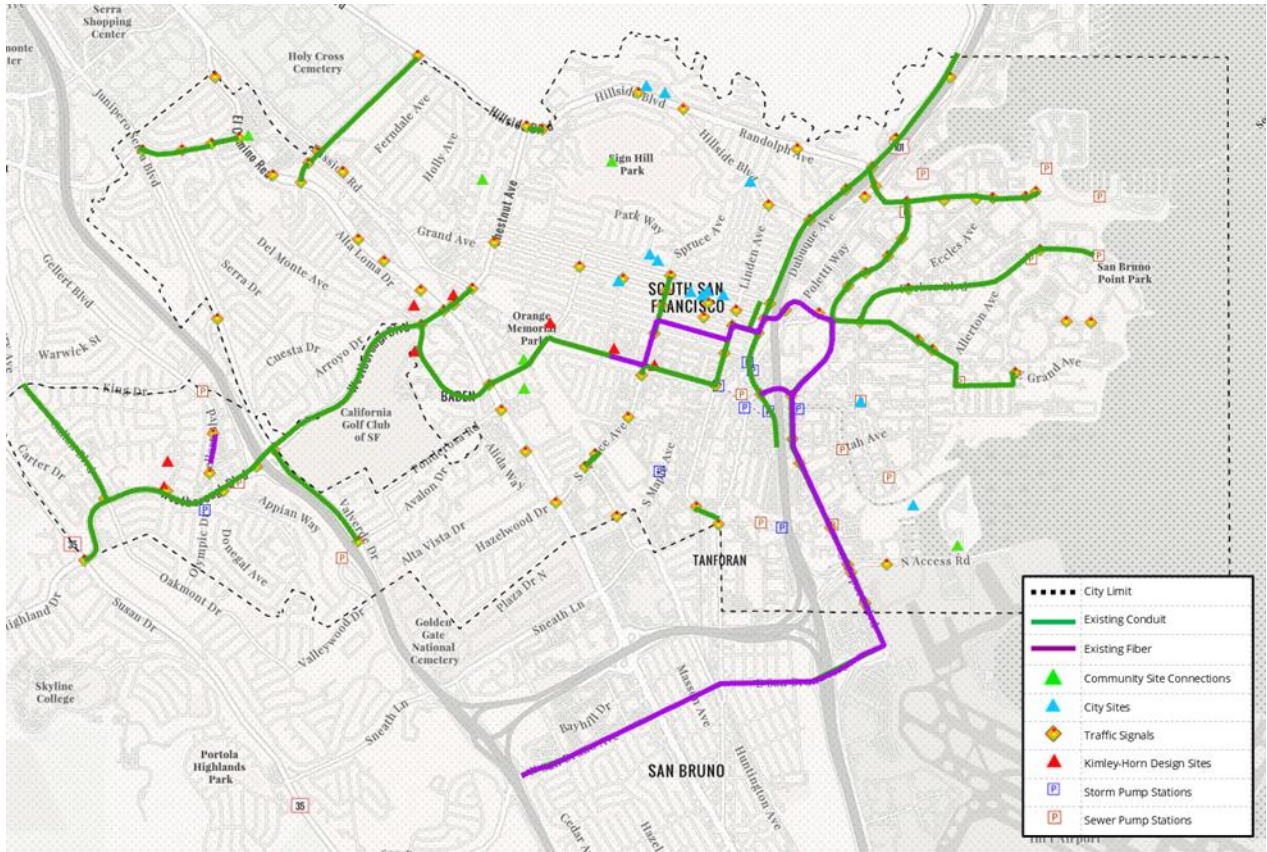 Serra
Shopping
Center
Holy Cross
Cemetery
Junipero Serra Blvd
Ferndale Ave
Holly Ave
Hillside Blvd
Randolph Ave
Hillside Blvd
Sign Hill
Park
101
P
P
P
P
Park Way
Spruce Ave
Grand Ave
Chestnut Ave
Linden Ave
Dubuque Ave
Poletti Way
Eccles Ave
San Bruno
Point Park
P
P
Gellert Blvd
Serra Dr
Del Monte Ave
Alta Loma Dr
SOUTH SAN
FRANCISCO
Orange
Memorial
Park
Allerton Ave
Grand Ave
Warwick St
King Dr
Cuesta Dr
Arroyo Dr
California
Golf Club
of SF
BADEN
Ponderosa Rd
Alida Way
Avalon Dr
S Maple Ave
Carter Dr
Olympic Dr
Donegal Ave
Appian Way
Valverde Dr
Alta Vista Dr
Hazelwood Dr
35
Oakmont Dr
Susan Dr
Valleywood Dr
Plaza Dr N
Sneath Ln
TANFORAN
N Access Rd
Golden
Gate
National
Cemetery
Skyline
College
Sneath Ln
Portola
Highlands
Park
35
Bayhill Dr
Masson Ave
SAN BRUNO
Huntington Ave
Cedar
Hazel
City Limit
Existing Conduit
Existing Fiber
Community Site Connections
City Sites
Traffic Signals
Kimley-Horn Design Sites
P Storm Pump Stations
P Sewer Pump Stations